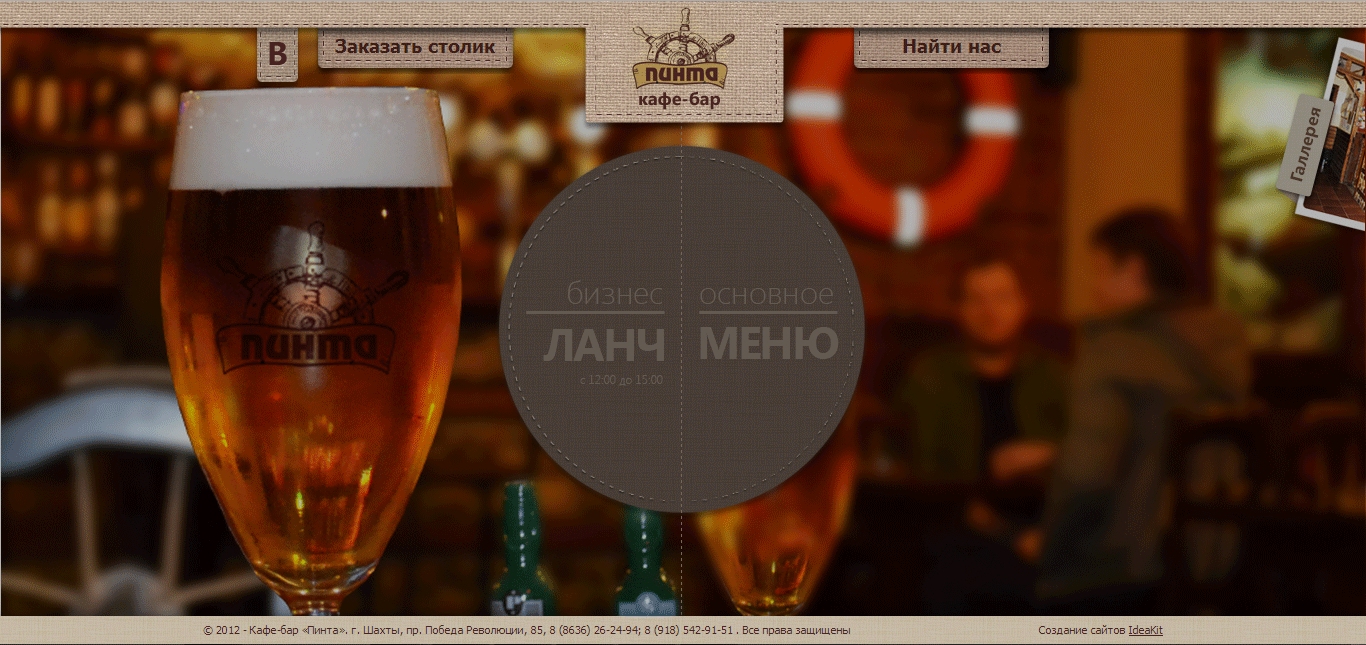 В
Заказать столик
пинта
кафе-бар
Найти нас
Галлерея
пинта
бизнес
ЛАНЧ
с 12:00 до 15:00
основное
МЕНЮ
© 2012 - Кафе-бар «Пинта». г. Шахты, пр. Победа Революции, 85, 8 (8636) 26-24-94; 8 (918) 542-91-51 . Все права защищены
Создание сайтов IdeaKit